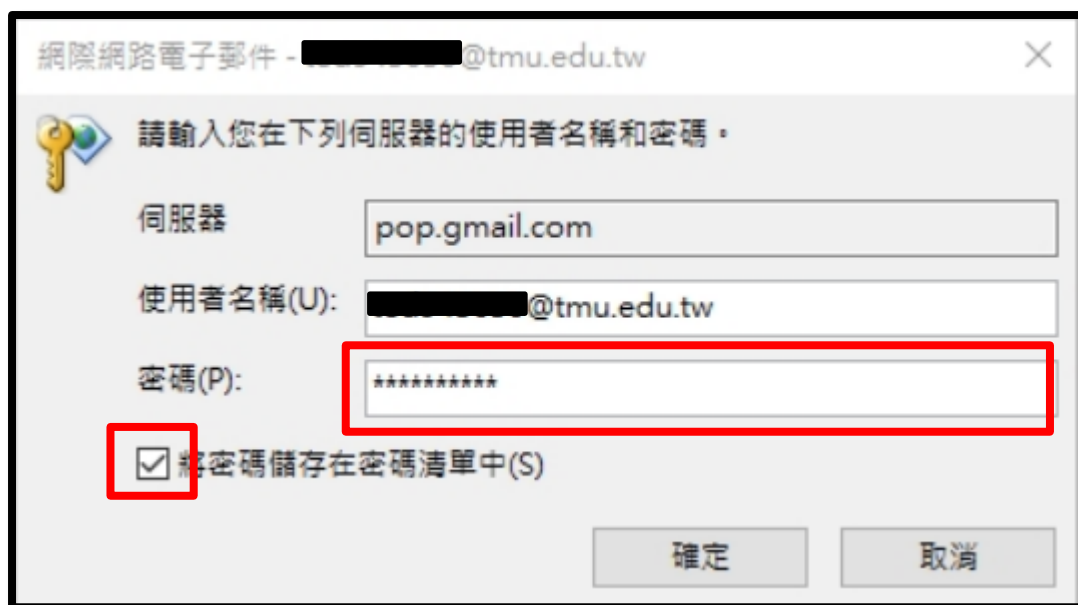 網際網路電子郵件 - @tmu.edu.tw
請輸入您在下列伺服器的使用者名稱和密碼。
伺服器 pop.gmail.com
使用者名稱(U): @tmu.edu.tw
密碼(P): **********
將密碼儲存在密碼清單中(S)
確定 取消